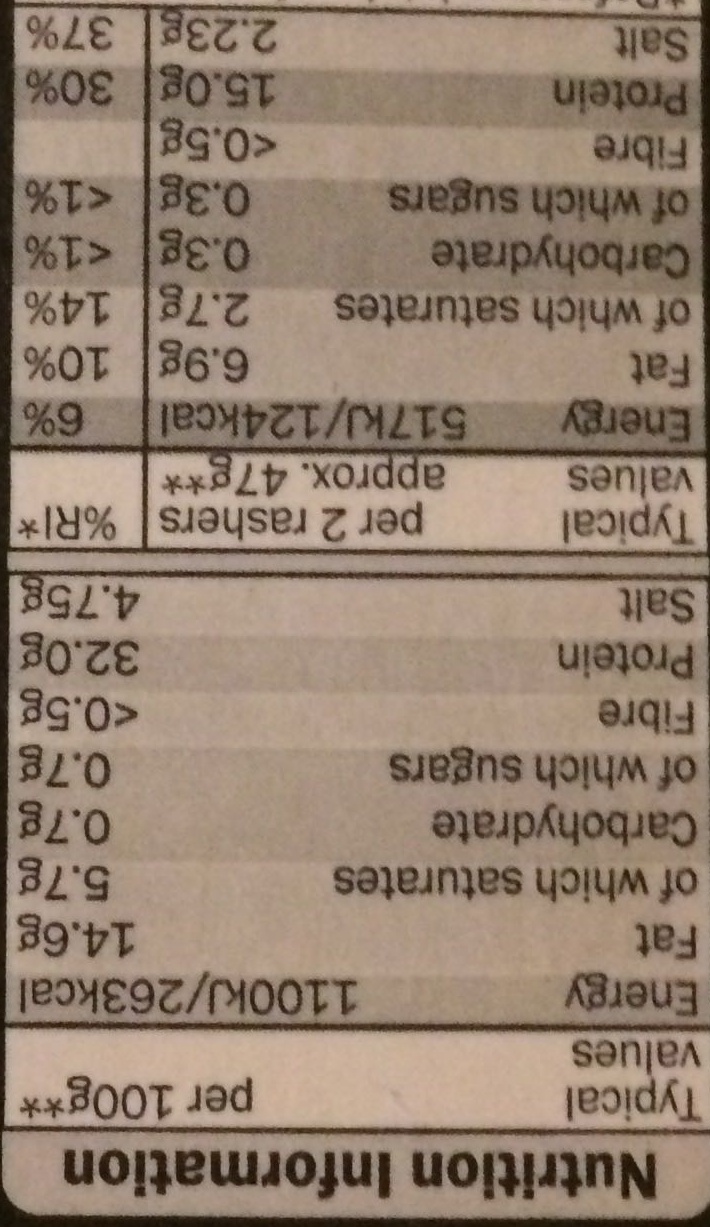 Nutrition Information
Typical values per 100g**
Energy 1100kJ/263kcal
Fat 14.6g
of which saturates 5.7g
Carbohydrate 0.7g
of which sugars 0.7g
Fibre <0.5g
Protein 32.0g
Salt 4.75g
Typical values per 2 rashers approx. 47g** %RI*
Energy 517kJ/124kcal 6%
Fat 6.9g 10%
of which saturates 2.7g 14%
Carbohydrate 0.3g <1%
of which sugars 0.3g <1%
Fibre <0.5g
Protein 15.0g 30%
Salt 2.23g 37%